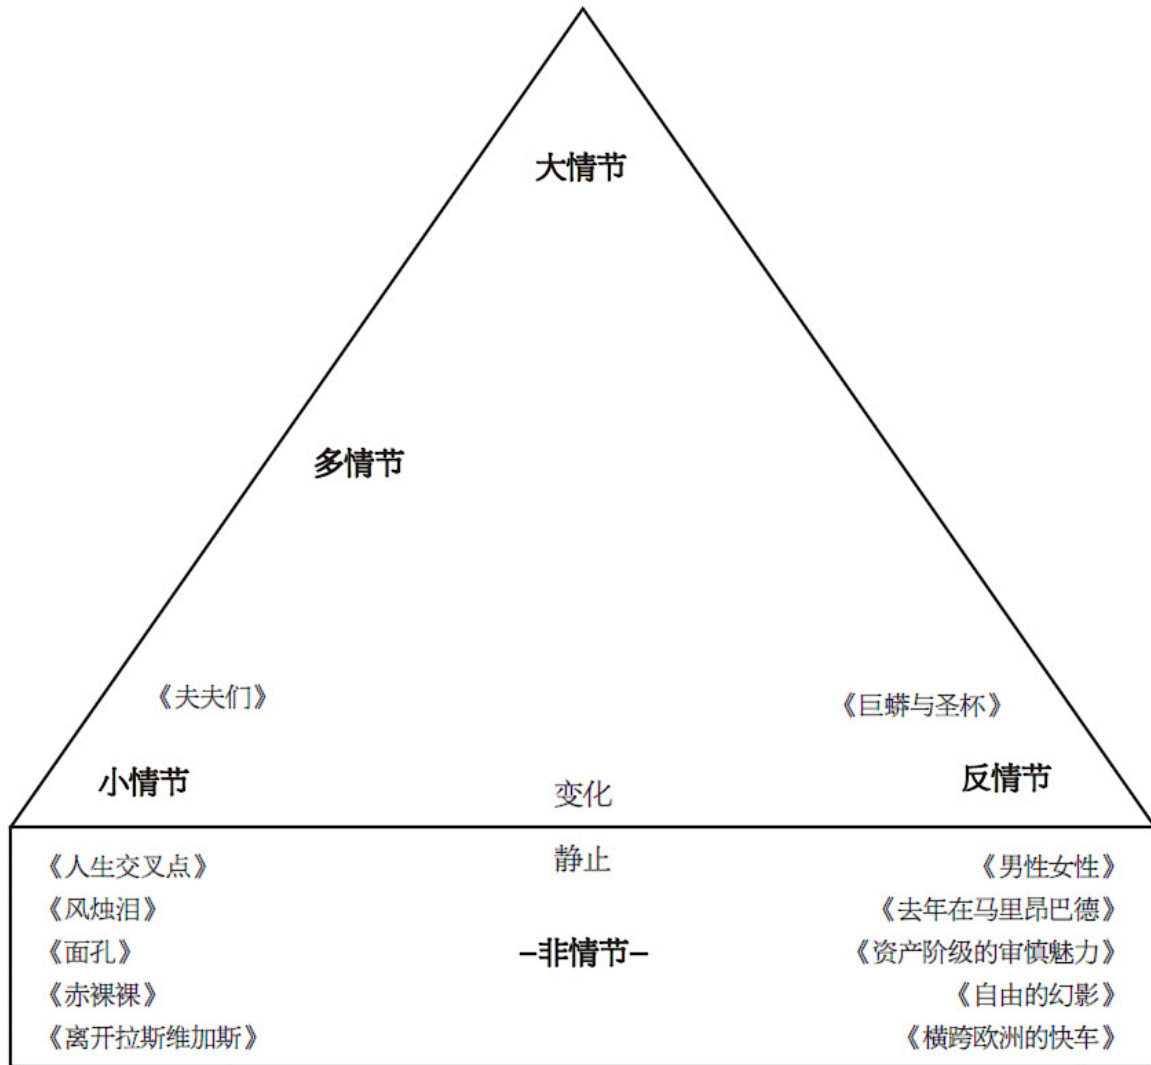 大情节
多情节
《夫夫们》
《巨蟒与圣杯》
小情节
变化
反情节
静止
《人生交叉点》
《风烛泪》
《面孔》
《赤裸裸》
《离开拉斯维加斯》
–非情节–
《男性女性》
《去年在马里昂巴德》
《资产阶级的审慎魅力》
《自由的幻影》
《横跨欧洲的快车》